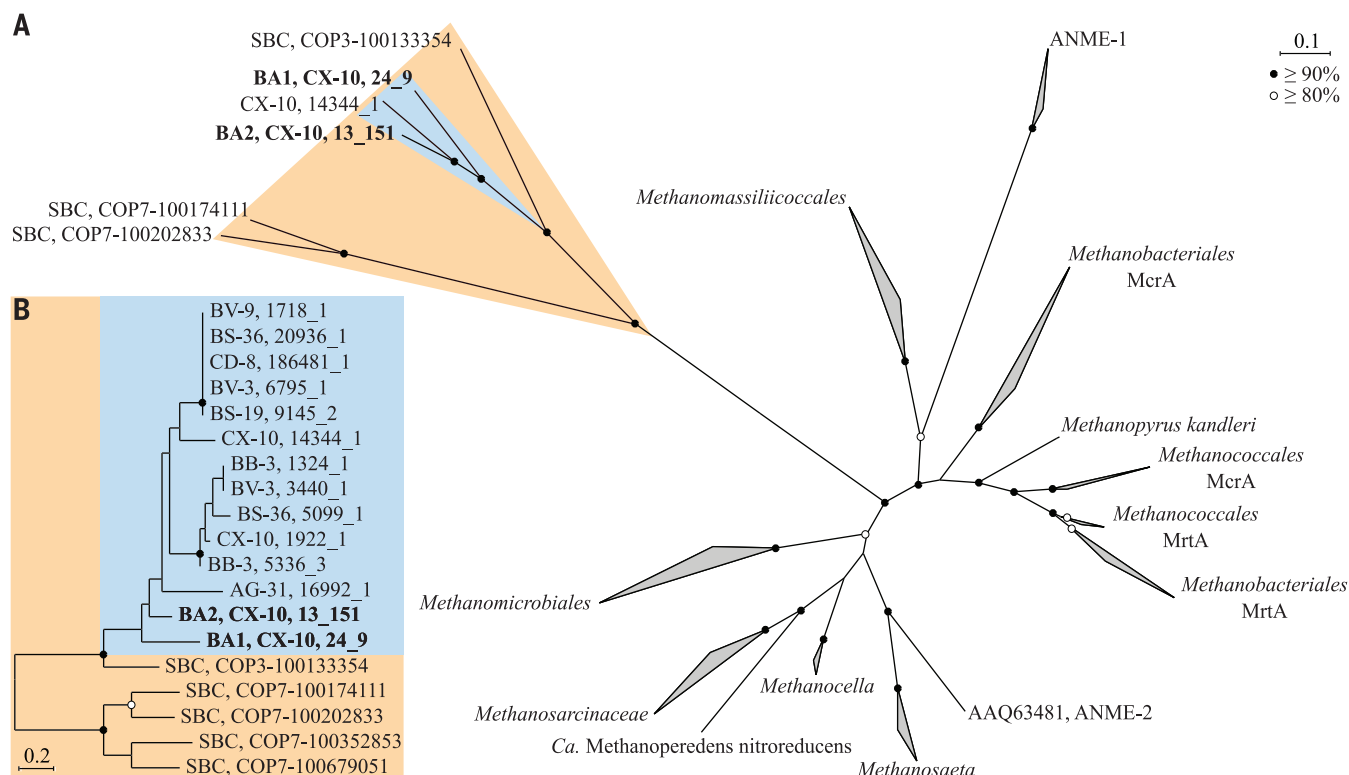 A
SBC, COP3-100133354
BA1, CX-10, 24_9
CX-10, 14344_1
BA2, CX-10, 13_151
SBC, COP7-100174111
SBC, COP7-100202833
ANME-1
0.1
≥ 90%
≥ 80%
Methanomassiliicoccales
Methanobacteriales
McrA
Methanopyrus kandleri
Methanococcales
McrA
Methanococcales
MrtA
Methanobacteriales
MrtA
Methanomicrobiales
Methanosarcinaceae
Ca. Methanoperedens nitroreducens
Methanocella
Methanosaeta
AAQ63481, ANME-2
B
BV-9, 1718_1
BS-36, 20936_1
CD-8, 186481_1
BV-3, 6795_1
BS-19, 9145_2
CX-10, 14344_1
BB-3, 1324_1
BV-3, 3440_1
BS-36, 5099_1
CX-10, 1922_1
BB-3, 5336_3
AG-31, 16992_1
BA2, CX-10, 13_151
BA1, CX-10, 24_9
SBC, COP3-100133354
SBC, COP7-100174111
SBC, COP7-100202833
SBC, COP7-100352853
SBC, COP7-100679051
0.2